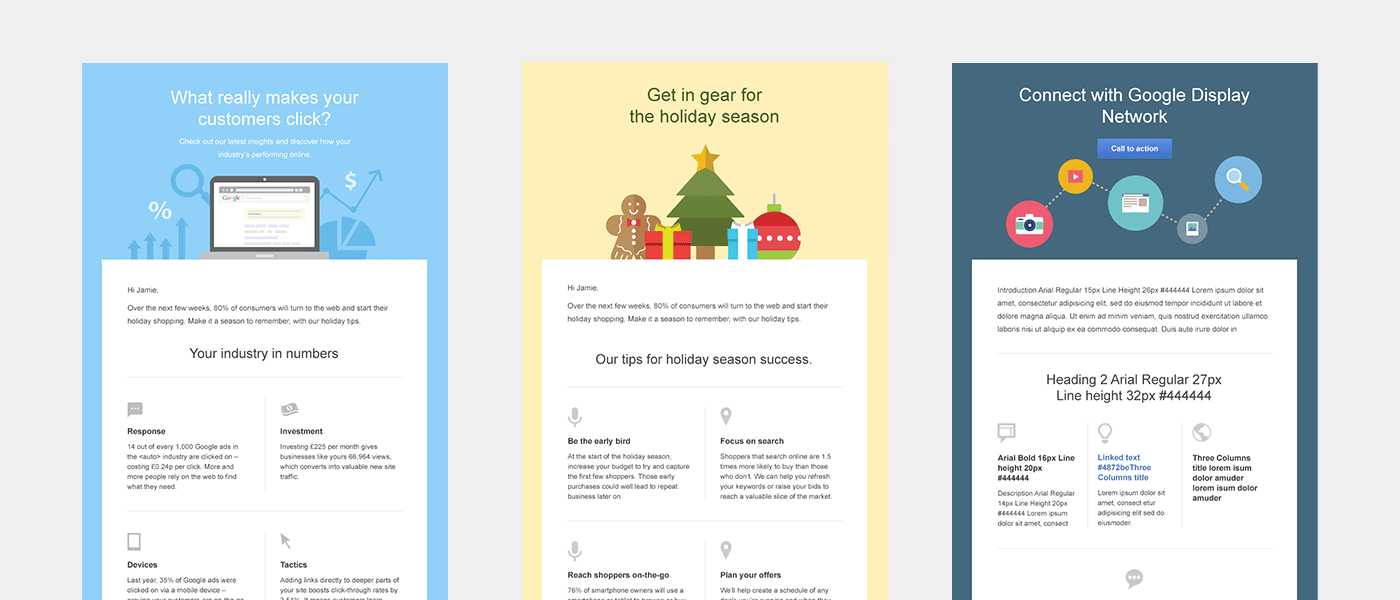 What really makes your
customers click?
Check out our latest insights and discover how your
industry's performing online.
%
$
Google
Hi Jamie,
Over the next few weeks, 80% of consumers will turn to the web and start their
holiday shopping. Make it a season to remember, with our holiday tips.
Your industry in numbers
Response
14 out of every 1,000 Google ads in
the <auto> industry are clicked on –
costing £0.24p per click. More and
more people rely on the web to find
what they need.
Investment
Investing £225 per month gives
businesses like yours 66,964 views,
which converts into valuable new site
traffic.
Devices
Last year, 35% of Google ads were
clicked on via a mobile device –
Tactics
Adding links directly to deeper parts of
your site boosts click-through rates by
Get in gear for
the holiday season
Hi Jamie,
Over the next few weeks, 80% of consumers will turn to the web and start their
holiday shopping. Make it a season to remember, with our holiday tips.
Our tips for holiday season success.
Be the early bird
At the start of the holiday season,
increase your budget to try and capture
the first few shoppers. Those early
purchases could well lead to repeat
business later on.
Focus on search
Shoppers that search online are 1.5
times more likely to buy than those
who don't. We can help you refresh
your keywords or raise your bids to
reach a valuable slice of the market.
Reach shoppers on-the-go
76% of smartphone owners will use a
Plan your offers
We'll help create a schedule of any
Connect with Google Display
Network
Call to action
Introduction Arial Regular 15px Line Height 26px #444444 Lorem ipsum dolor sit
amet, consectetur adipisicing elit, sed do eiusmod tempor incididunt ut labore et
dolore magna aliqua. Ut enim ad minim veniam, quis nostrud exercitation ullamco
laboris nisi ut aliquip ex ea commodo consequat. Duis aute irure dolor in
Heading 2 Arial Regular 27px
Line height 32px #444444
Arial Bold 16px Line
height 20px
#444444
Description Arial Regular
14px Line Height 20px
#444444 Lorem ipsum
dolor sit amet, consect
Linked text
#4872beThree
Columns title
Lorem ipsum dolor sit
amet, consect etur
adipisicing elit sed do
eiusmoder.
Three Columns
title lorem isum
dolor amuder
lorem isum dolor
amuder